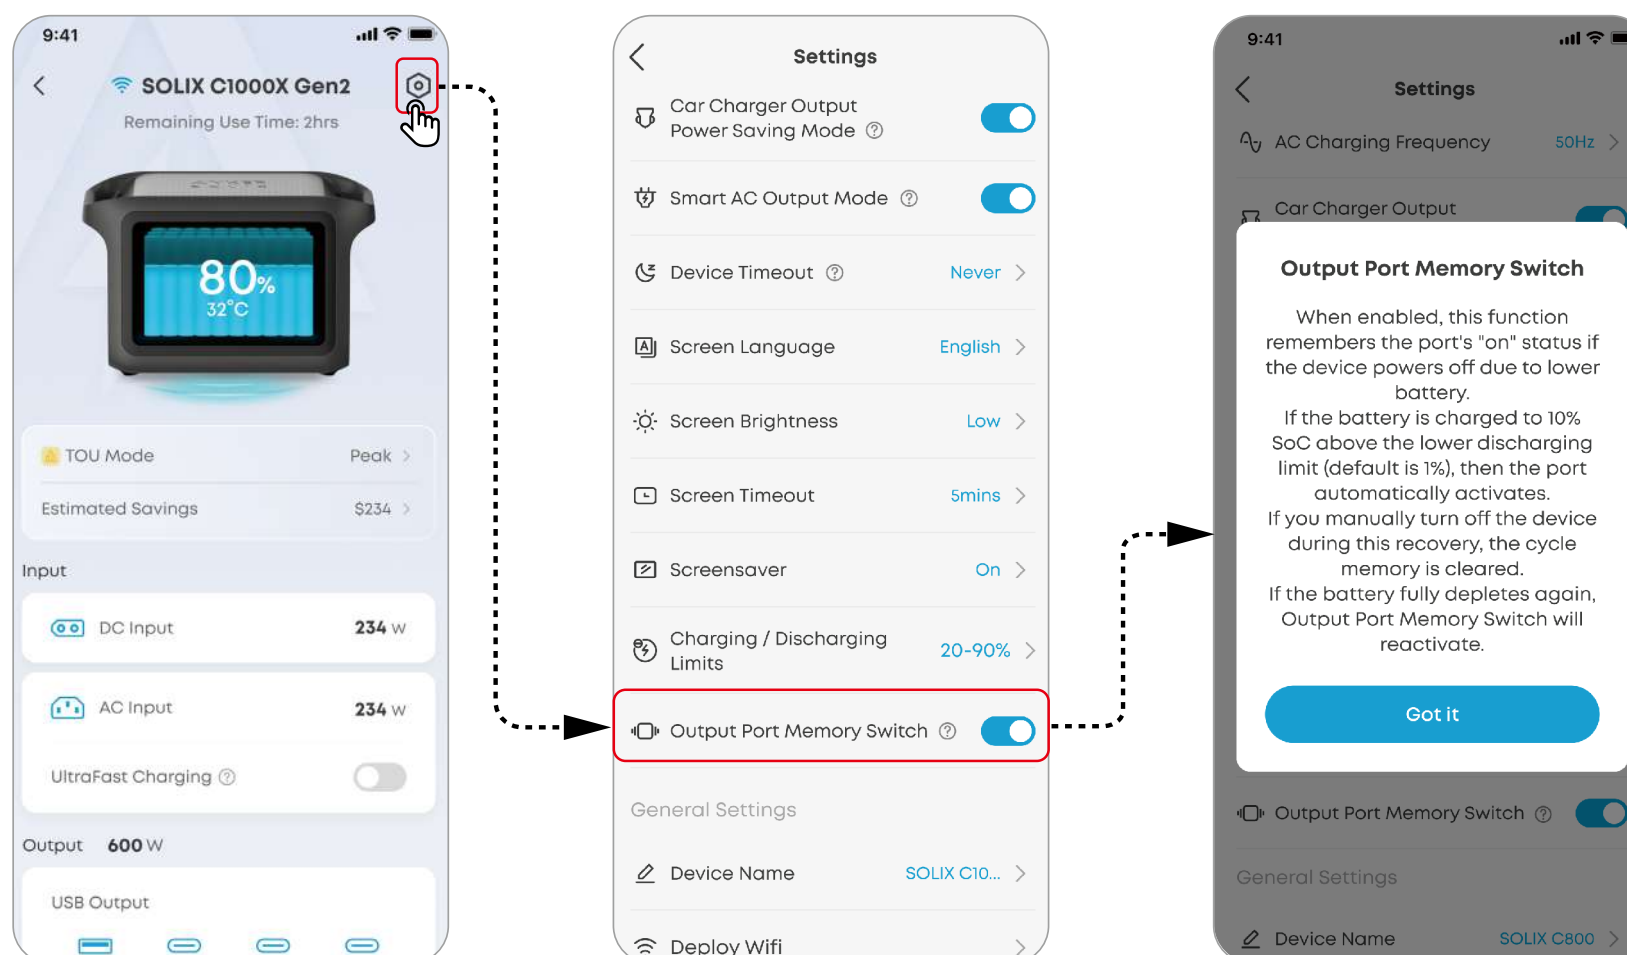 9:41
SOLIX C1000X Gen2
Remaining Use Time: 2hrs
80%
32°C
TOU Mode
Peak
Estimated Savings
$234
Input
DC Input
234 W
AC Input
234 W
UltraFast Charging
Output 600 W
USB Output
Settings
Car Charger Output
Power Saving Mode
Smart AC Output Mode
Device Timeout
Never
Screen Language
English
Screen Brightness
Low
Screen Timeout
5mins
Screensaver
On
Charging / Discharging
Limits
20-90%
Output Port Memory Switch
General Settings
Device Name
SOLIX C10...
Deploy Wifi
9:41
Settings
AC Charging Frequency
50Hz
Car Charger Output
Output Port Memory Switch
When enabled, this function
remembers the port's "on" status if
the device powers off due to lower
battery.
If the battery is charged to 10%
SoC above the lower discharging
limit (default is 1%), then the port
automatically activates.
If you manually turn off the device
during this recovery, the cycle
memory is cleared.
If the battery fully depletes again,
Output Port Memory Switch will
reactivate.
Got it
Output Port Memory Switch
General Settings
Device Name
SOLIX C800